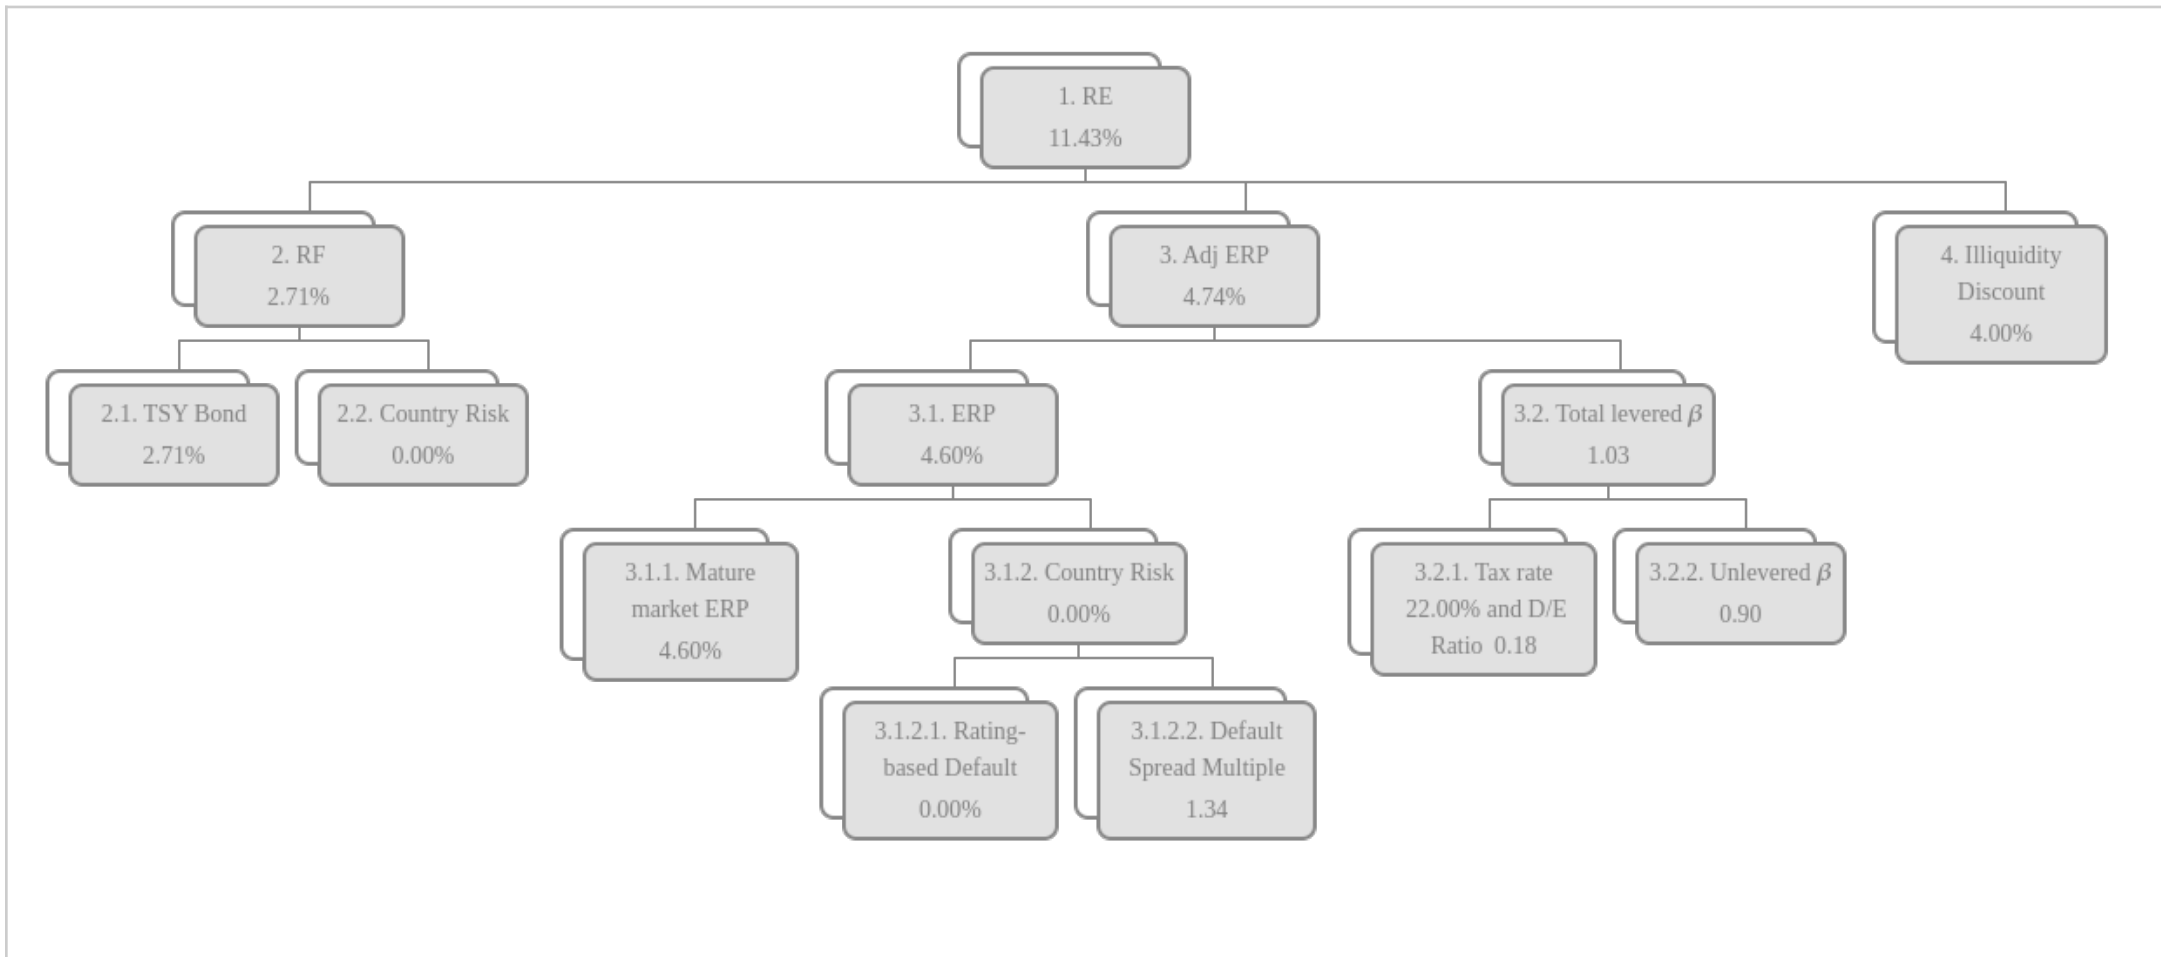 1. RE
11.43%
2. RF
2.71%
3. Adj ERP
4.74%
4. Illiquidity
Discount
4.00%
2.1. TSY Bond
2.71%
2.2. Country Risk
0.00%
3.1. ERP
4.60%
3.2. Total levered β
1.03
3.1.1. Mature
market ERP
4.60%
3.1.2. Country Risk
0.00%
3.2.1. Tax rate
22.00% and D/E
Ratio 0.18
3.2.2. Unlevered β
0.90
3.1.2.1. Rating-
based Default
0.00%
3.1.2.2. Default
Spread Multiple
1.34